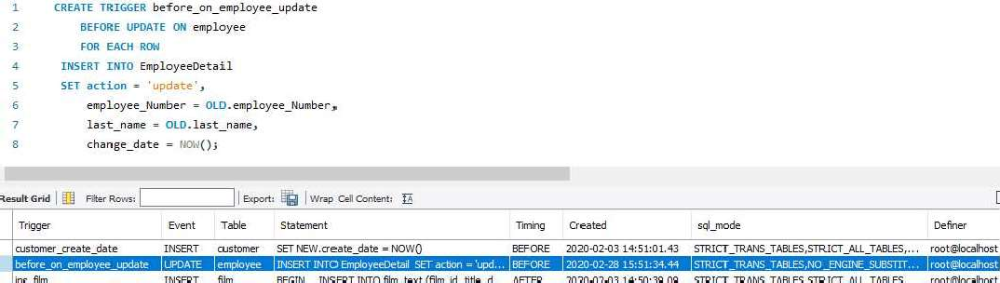 1 CREATE TRIGGER before_on_employee_update
2 BEFORE UPDATE ON employee
3 FOR EACH ROW
4 INSERT INTO EmployeeDetail
5 SET action = 'update',
6 employee_Number = OLD.employee_Number,
7 last_name = OLD.last_name,
8 change_date = NOW();
Result Grid Filter Rows: Export: Wrap Cell Content: IA
Trigger Event Table Statement Timing Created sql_mode Definer
customer_create_date INSERT customer SET NEW.create_date = NOW() BEFORE 2020-02-03 14:51:01.43 STRICT_TRANS_TABLES,STRICT_ALL_TABLES,... root@localhost
before_on_employee_update UPDATE employee INSERT INTO EmployeeDetail SET action = 'upd... BEFORE 2020-02-28 15:51:34.44 STRICT_TRANS_TABLES,NO_ENGINE_SUBSTIT... root@localhost
ins_film INSERT film BEGIN INSERT INTO film_text (film_id, title, d... AFTER 2020-02-03 14:50:39.09 STRICT_TRANS_TABLES,STRICT_ALL_TABLES,... root@localhost